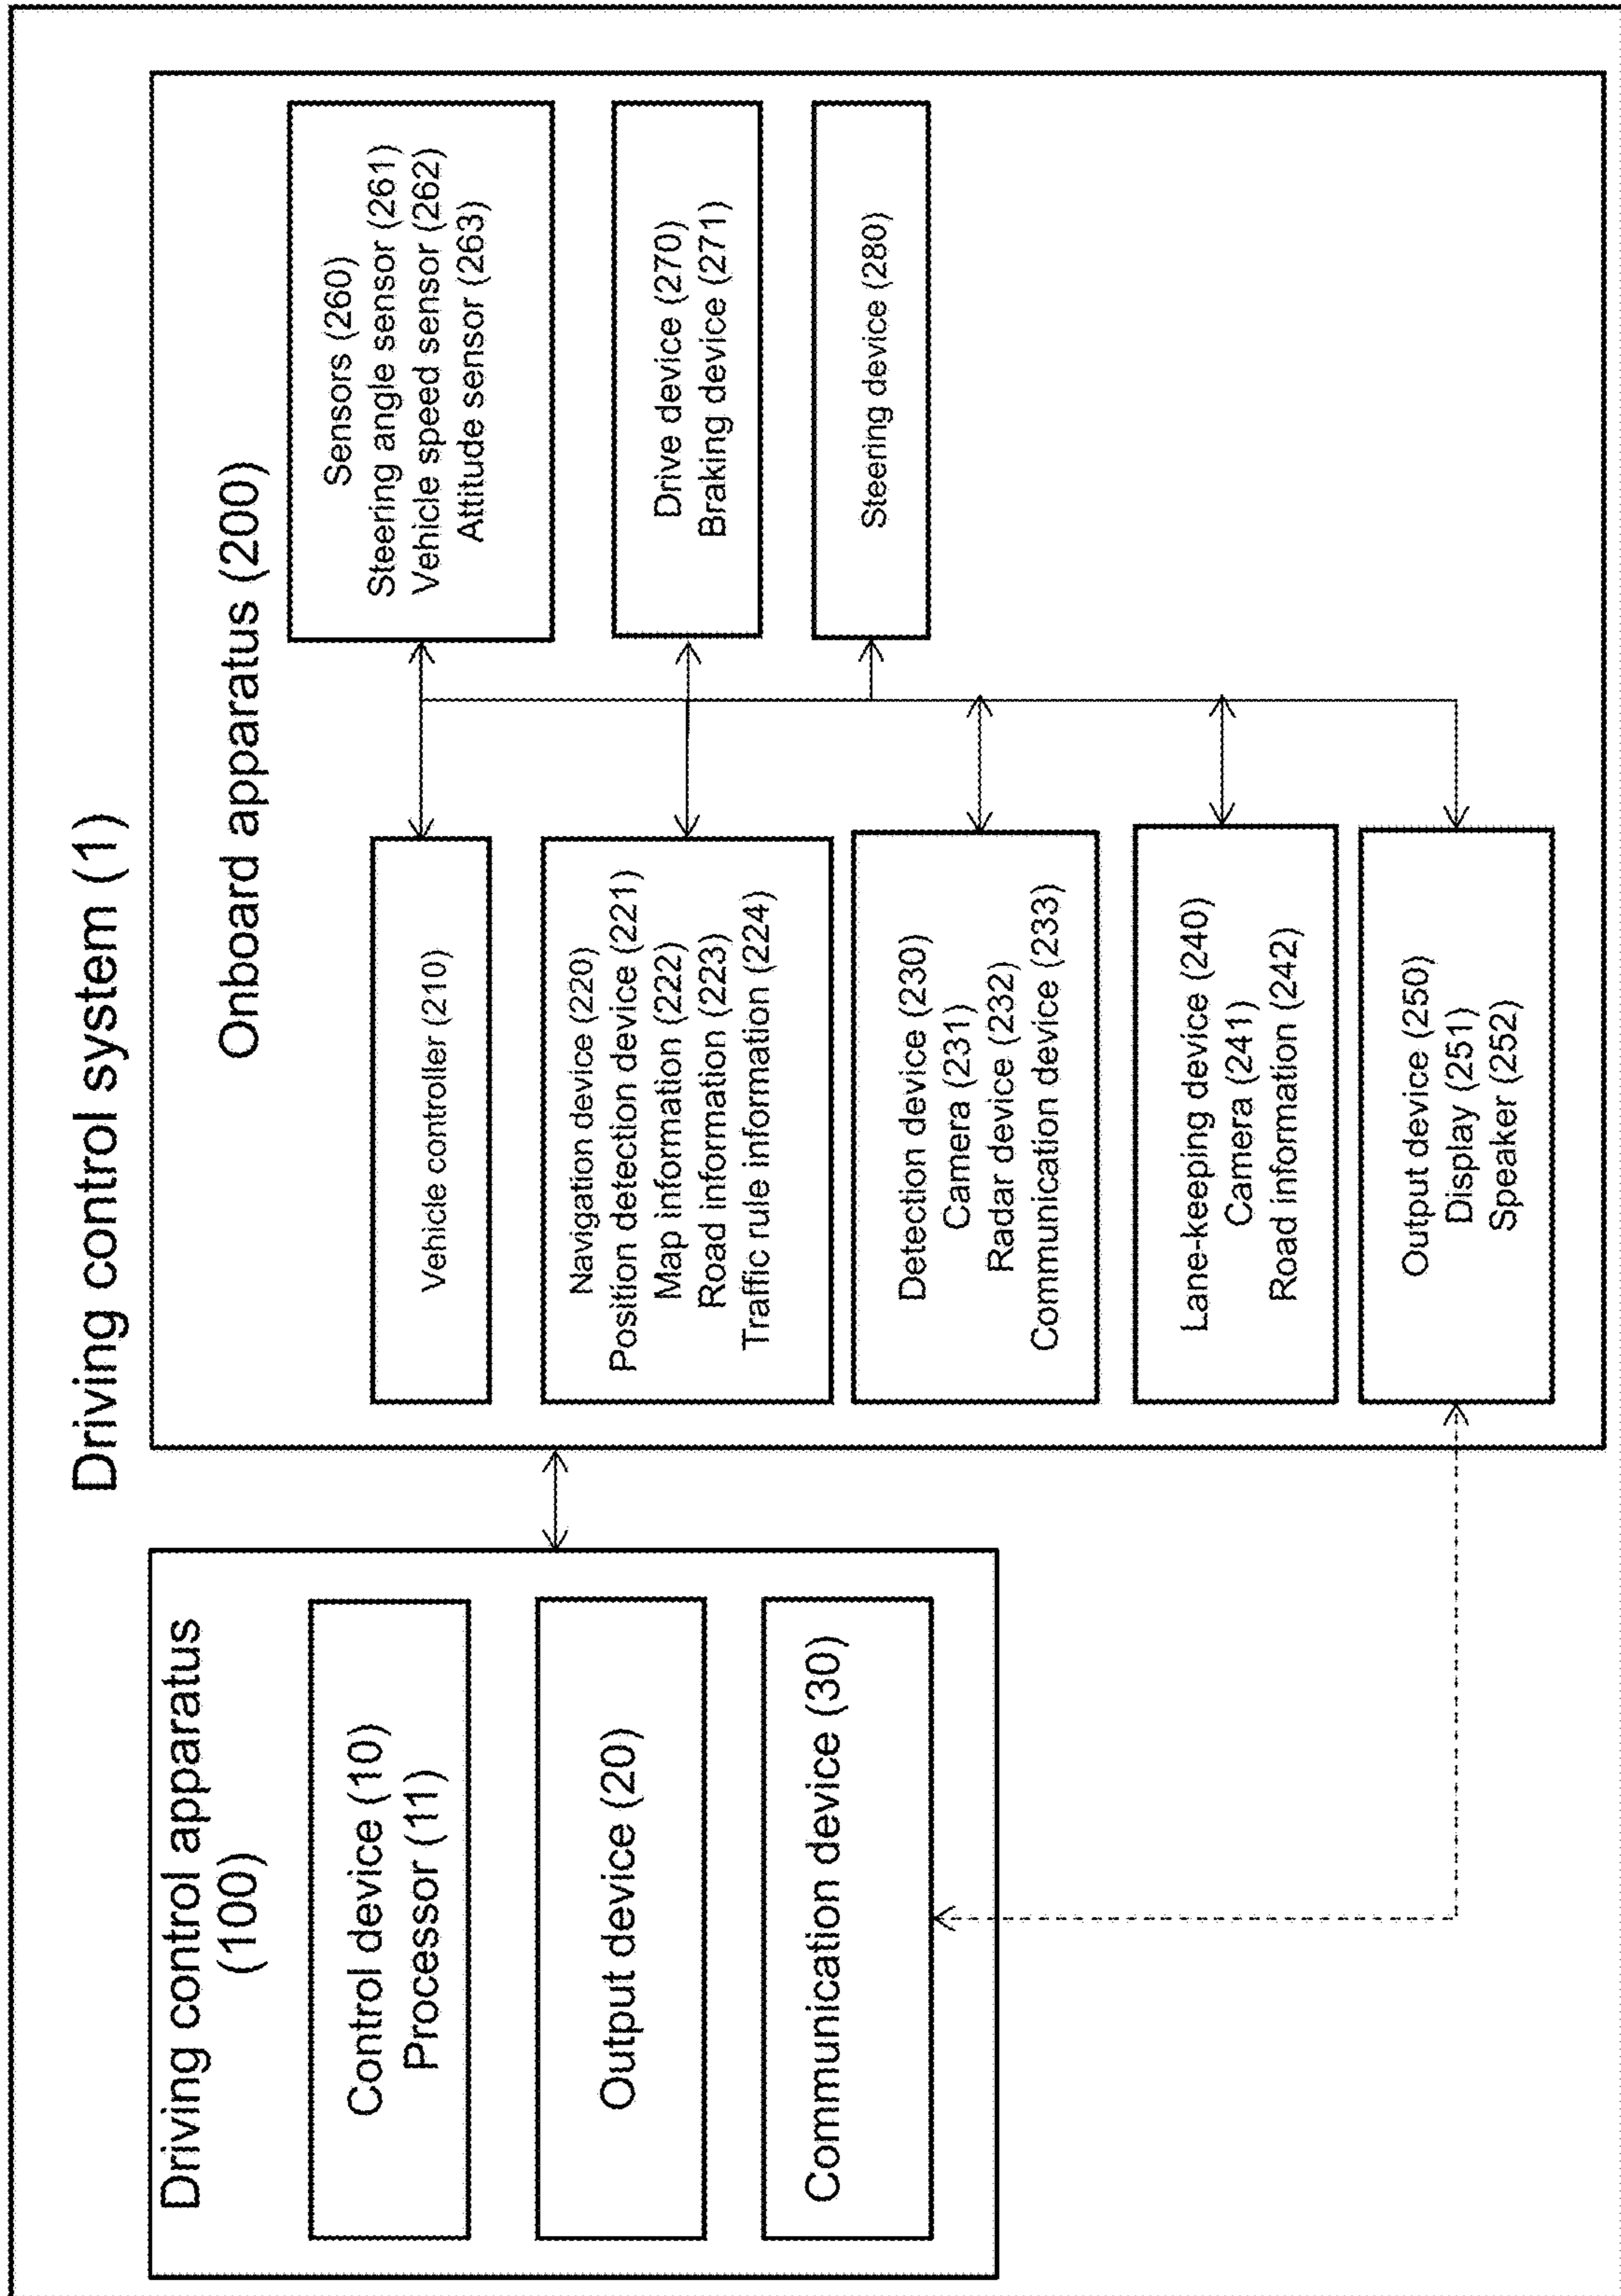 Driving control system (1)
Driving control apparatus
(100)
Control device (10)
Processor (11)
Output device (20)
Communication device (30)
Onboard apparatus (200)
Vehicle controller (210)
Navigation device (220)
Position detection device (221)
Map information (222)
Road information (223)
Traffic rule information (224)
Detection device (230)
Camera (231)
Radar device (232)
Communication device (233)
Lane-keeping device (240)
Camera (241)
Road information (242)
Output device (250)
Display (251)
Speaker (252)
Sensors (260)
Steering angle sensor (261)
Vehicle speed sensor (262)
Attitude sensor (263)
Drive device (270)
Braking device (271)
Steering device (280)